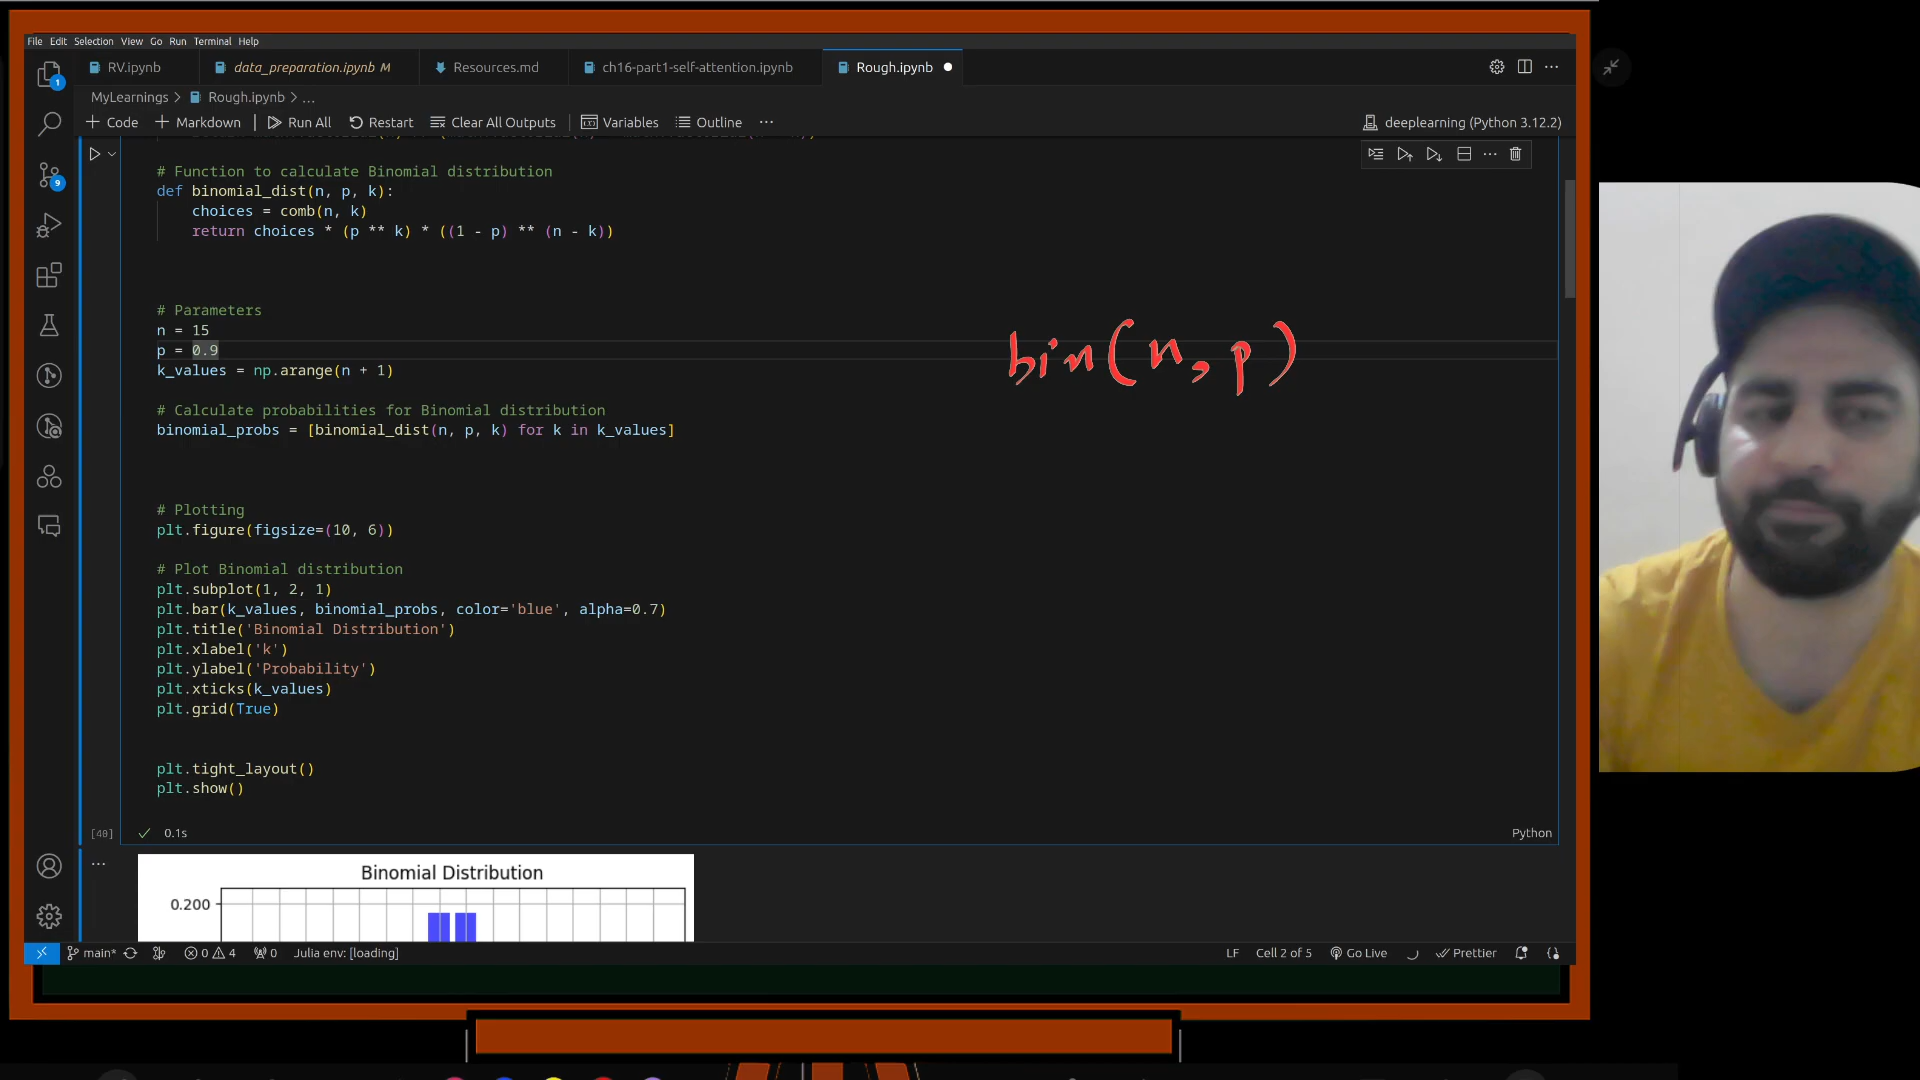 File Edit Selection View Go Run Terminal Help
RV.ipynb data_preparation.ipynb M Resources.md ch16-part1-self-attention.ipynb Rough.ipynb
MyLearnings > Rough.ipynb > ...
+ Code + Markdown Run All Restart Clear All Outputs Variables Outline ... deeplearning (Python 3.12.2)
# Function to calculate Binomial distribution
def binomial_dist(n, p, k):
choices = comb(n, k)
return choices * (p ** k) * ((1 - p) ** (n - k))
# Parameters
n = 15
p = 0.9
k_values = np.arange(n + 1)
bin(n, p)
# Calculate probabilities for Binomial distribution
binomial_probs = [binomial_dist(n, p, k) for k in k_values]
# Plotting
plt.figure(figsize=(10, 6))
# Plot Binomial distribution
plt.subplot(1, 2, 1)
plt.bar(k_values, binomial_probs, color='blue', alpha=0.7)
plt.title('Binomial Distribution')
plt.xlabel('k')
plt.ylabel('Probability')
plt.xticks(k_values)
plt.grid(True)
plt.tight_layout()
plt.show()
[40] 0.1s Python
Binomial Distribution
0.200
main* 0 4 0 Julia env: [loading] LF Cell 2 of 5 Go Live Prettier
1
9